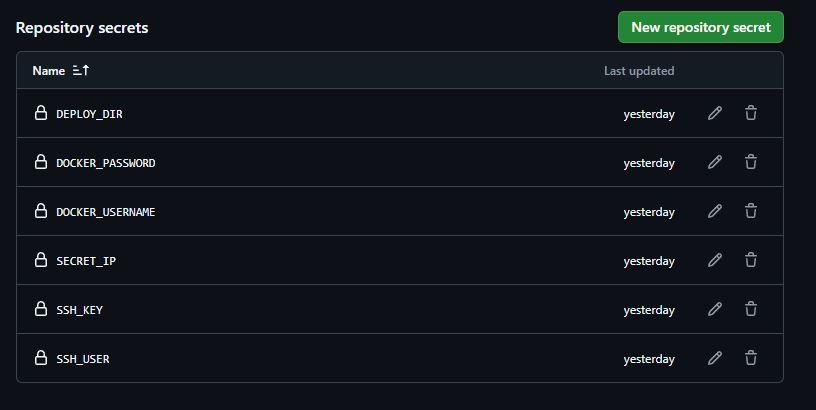 Repository secrets
New repository secret
Name Last updated
DEPLOY_DIR yesterday
DOCKER_PASSWORD yesterday
DOCKER_USERNAME yesterday
SECRET_IP yesterday
SSH_KEY yesterday
SSH_USER yesterday